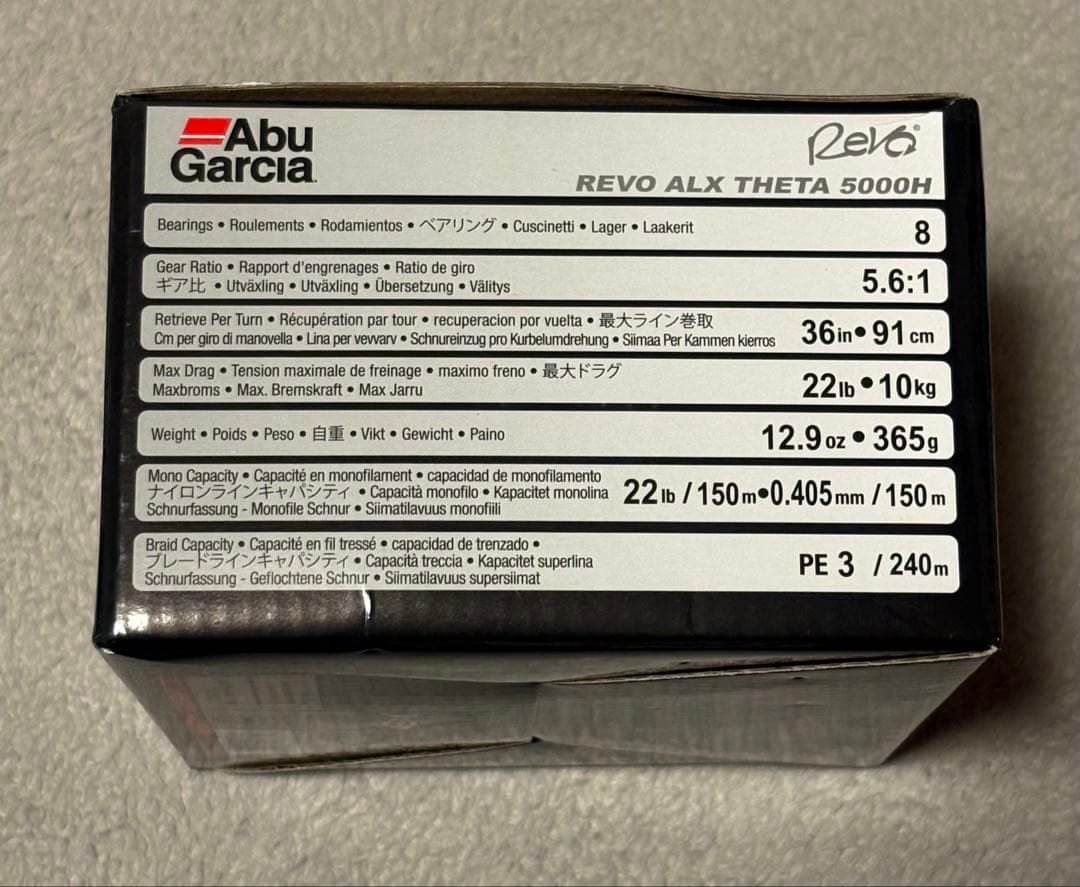 Abu
Garcia
Revo
REVO ALX THETA 5000H
Bearings • Roulements • Rodamientos • ベアリング • Cuscinetti • Lager • Laakerit
8
Gear Ratio • Rapport d'engrenages • Ratio de giro
ギア比 • Utväxling • Utväxling • Übersetzung • Välitys
5.6:1
Retrieve Per Turn • Récupération par tour • recuperacion por vuelta • 最大ライン巻取
Cm per giro di manovella • Lina per vevvarv • Schnureinzug pro Kurbelumdrehung • Siimaa Per Kammen kierros
36in • 91cm
Max Drag • Tension maximale de freinage • maximo freno • 最大ドラグ
Maxbroms • Max. Bremskraft • Max Jarru
22lb • 10kg
Weight • Poids • Peso • 自重 • Vikt • Gewicht • Paino
12.9oz • 365g
Mono Capacity • Capacité en monofilament • capacidad de monofilamento
ナイロンラインキャパシティ • Capacità monofilo • Kapacitet monolina
Schnurfassung - Monofile Schnur • Siimatilavuus monofiili
22lb / 150m•0.405mm / 150m
Braid Capacity • Capacité en fil tressé • capacidad de trenzado •
ブレードラインキャパシティ • Capacità treccia • Kapacitet superlina
Schnurfassung - Geflochtene Schnur • Siimatilavuus supersiimat
PE 3 / 240m